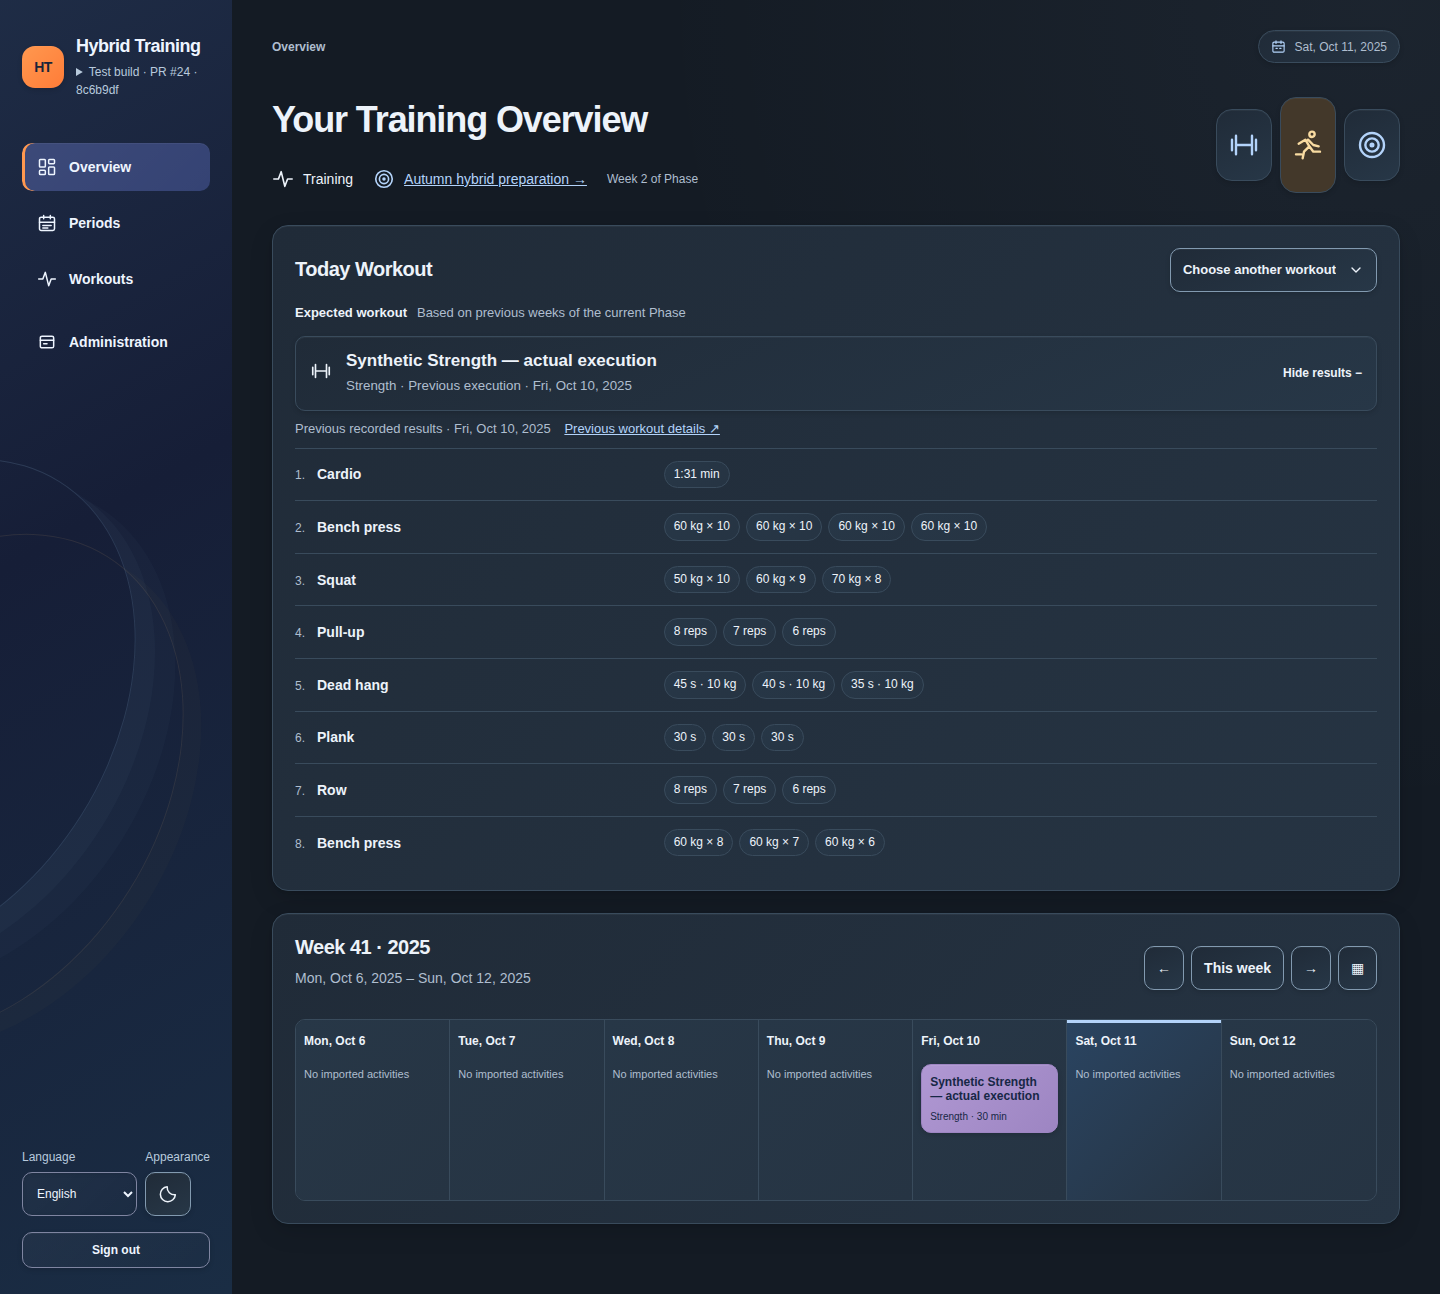 HT
Hybrid Training
▶ Test build · PR #24 ·
8c6b9df
Overview
Periods
Workouts
Administration
Language
Appearance
English
Sign out
Overview
Sat, Oct 11, 2025
Your Training Overview
Training
Autumn hybrid preparation →
Week 2 of Phase
Today Workout
Choose another workout
Expected workout Based on previous weeks of the current Phase
Synthetic Strength — actual execution
Strength · Previous execution · Fri, Oct 10, 2025
Hide results −
Previous recorded results · Fri, Oct 10, 2025 Previous workout details ↗
1. Cardio 1:31 min
2. Bench press 60 kg × 10 60 kg × 10 60 kg × 10 60 kg × 10
3. Squat 50 kg × 10 60 kg × 9 70 kg × 8
4. Pull-up 8 reps 7 reps 6 reps
5. Dead hang 45 s · 10 kg 40 s · 10 kg 35 s · 10 kg
6. Plank 30 s 30 s 30 s
7. Row 8 reps 7 reps 6 reps
8. Bench press 60 kg × 8 60 kg × 7 60 kg × 6
Week 41 · 2025
Mon, Oct 6, 2025 – Sun, Oct 12, 2025
← This week →
Mon, Oct 6
No imported activities
Tue, Oct 7
No imported activities
Wed, Oct 8
No imported activities
Thu, Oct 9
No imported activities
Fri, Oct 10
Synthetic Strength
— actual execution
Strength · 30 min
Sat, Oct 11
No imported activities
Sun, Oct 12
No imported activities